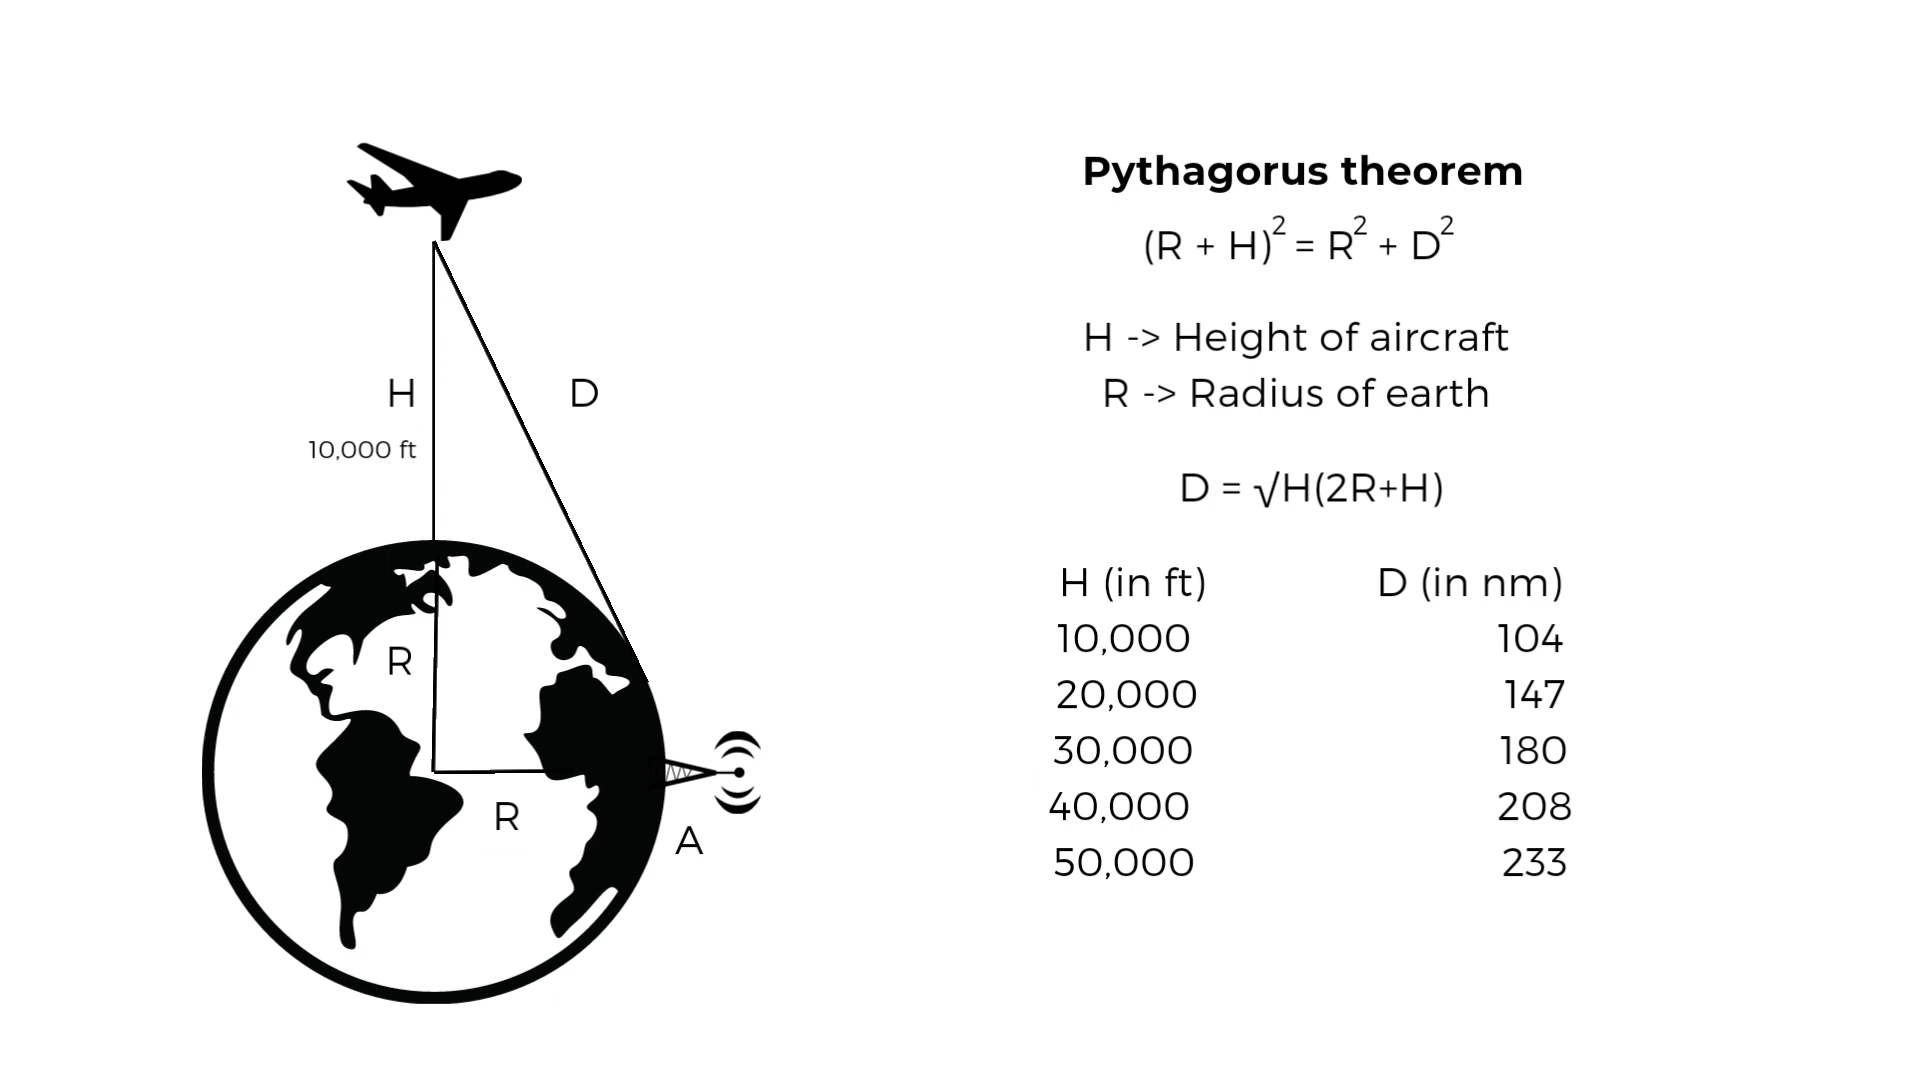 H
D
10,000 ft
R
R
A
Pythagorus theorem
(R + H)² = R² + D²
H -> Height of aircraft
R -> Radius of earth
D = √H(2R+H)
H (in ft) D (in nm)
10,000 104
20,000 147
30,000 180
40,000 208
50,000 233